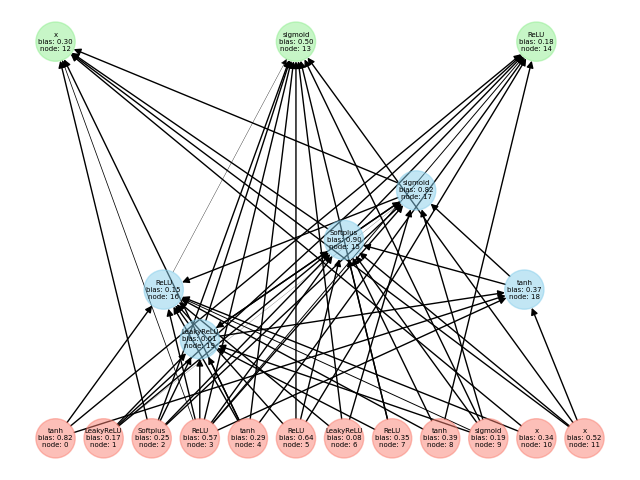 x
bias: 0.30
node: 12
sigmoid
bias: 0.50
node: 13
ReLU
bias: 0.18
node: 14
sigmoid
bias: 0.82
node: 17
Softplus
bias: 0.90
node: 15
ReLU
bias: 0.15
node: 16
tanh
bias: 0.37
node: 18
LeakyReLU
bias: 0.61
node: 19
tanh
bias: 0.82
node: 0
LeakyReLU
bias: 0.17
node: 1
Softplus
bias: 0.25
node: 2
ReLU
bias: 0.57
node: 3
tanh
bias: 0.29
node: 4
ReLU
bias: 0.64
node: 5
LeakyReLU
bias: 0.08
node: 6
ReLU
bias: 0.35
node: 7
tanh
bias: 0.39
node: 8
sigmoid
bias: 0.19
node: 9
x
bias: 0.34
node: 10
x
bias: 0.52
node: 11